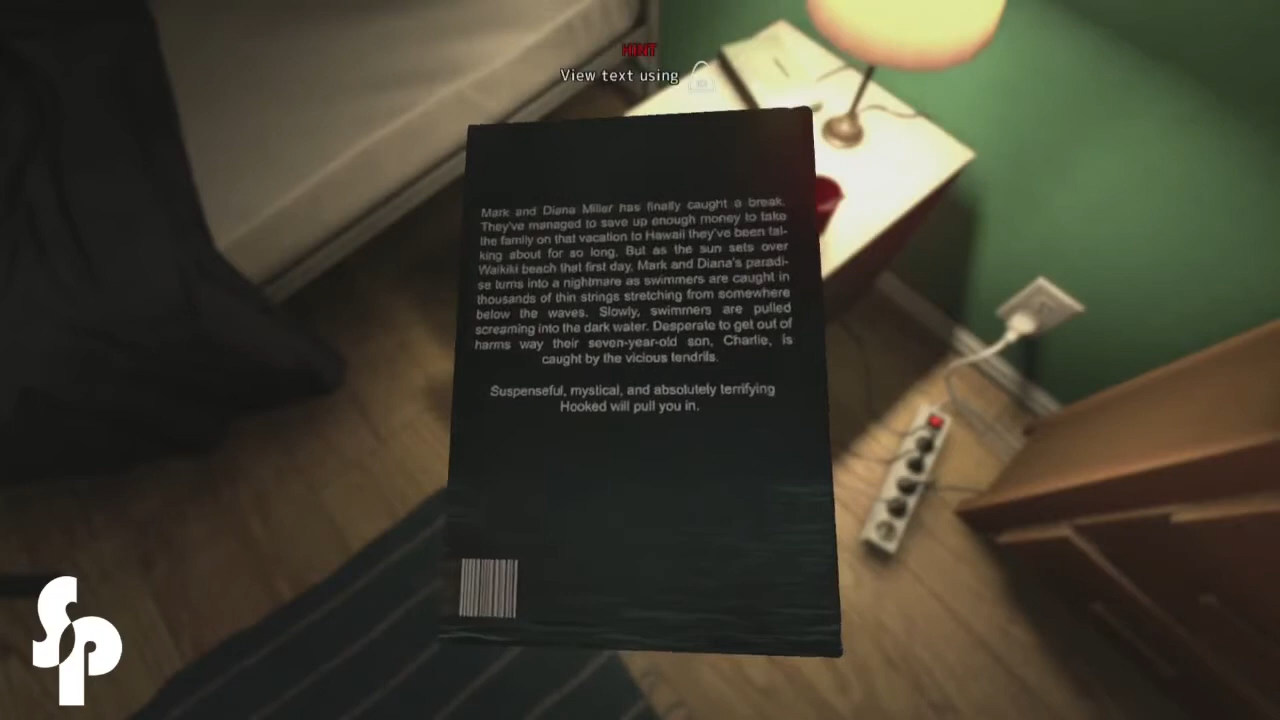 HINT
View text using
Mark and Diana Miller has finally caught a break.
They've managed to save up enough money to take
the family on that vacation to Hawaii they've been tal-
king about for so long. But as the sun sets over
Waikiki beach that first day, Mark and Diana's paradi-
se turns into a nightmare as swimmers are caught in
thousands of thin strings stretching from somewhere
below the waves. Slowly, swimmers are pulled
screaming into the dark water. Desperate to get out of
harms way their seven-year-old son, Charlie, is
caught by the vicious tendrils.
Suspenseful, mystical, and absolutely terrifying
Hooked will pull you in.
SP